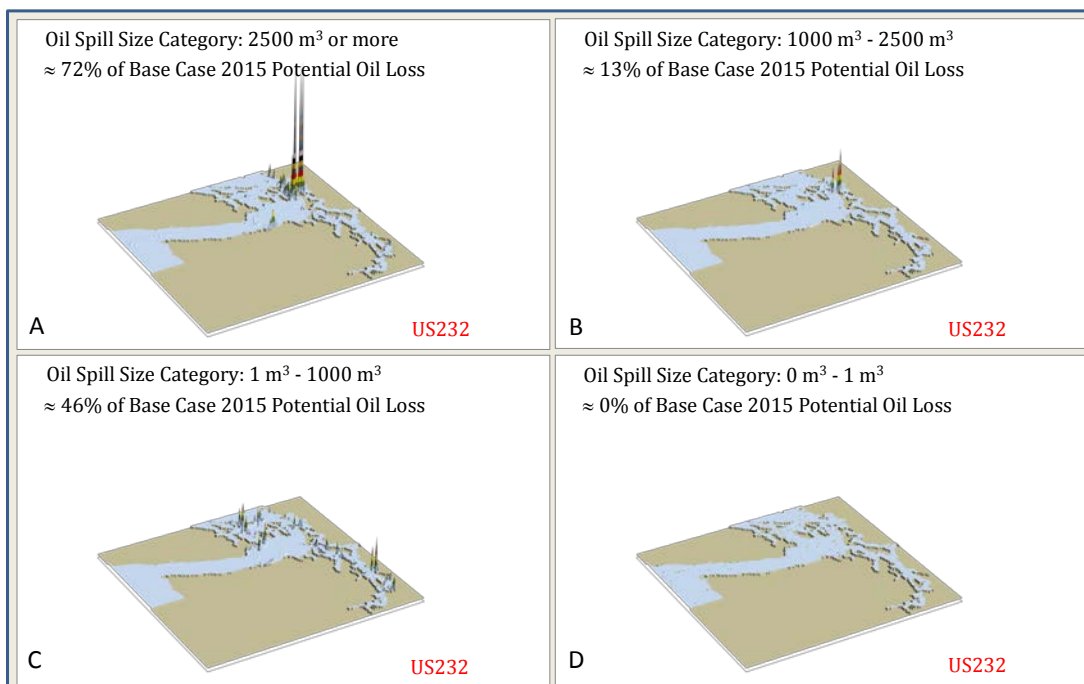 Oil Spill Size Category: 2500 m³ or more
≈ 72% of Base Case 2015 Potential Oil Loss
A
US232
Oil Spill Size Category: 1000 m³ - 2500 m³
≈ 13% of Base Case 2015 Potential Oil Loss
B
US232
Oil Spill Size Category: 1 m³ - 1000 m³
≈ 46% of Base Case 2015 Potential Oil Loss
C
US232
Oil Spill Size Category: 0 m³ - 1 m³
≈ 0% of Base Case 2015 Potential Oil Loss
D
US232